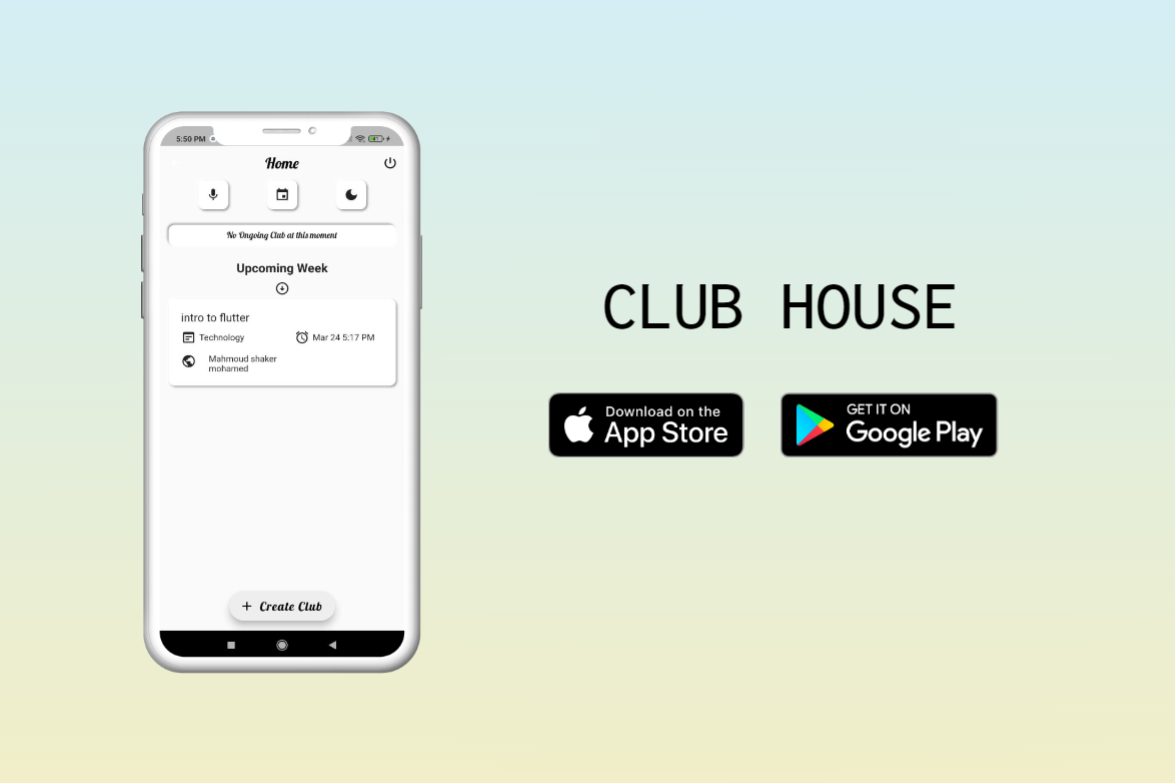 5:50 PM
Home
No Ongoing Club at this moment
Upcoming Week
intro to flutter
Technology
Mar 24 5:17 PM
Mahmoud shaker
mohamed
+ Create Club
CLUB HOUSE
Download on the
App Store
GET IT ON
Google Play